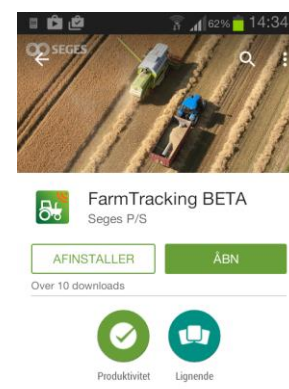 62% 14:34
SEGES
FarmTracking BETA
Seges P/S
AFINSTALLER
ÅBN
Over 10 downloads
Produktivitet
Lignende